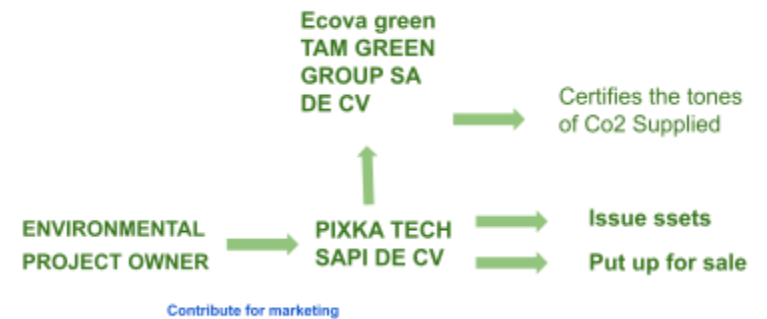 Ecova green
TAM GREEN
GROUP SA
DE CV
Certifies the tones
of Co2 Supplied
ENVIRONMENTAL
PROJECT OWNER
PIXKA TECH
SAPI DE CV
Issue ssets
Put up for sale
Contribute for marketing